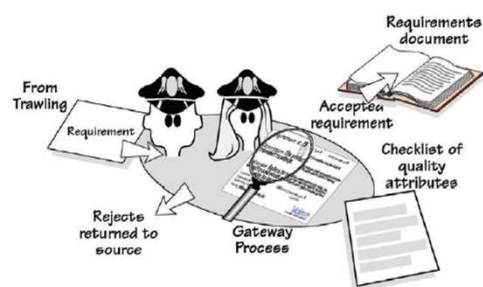 Requirements
document
From
Trawling
Requirement
Accepted
requirement
Checklist of
quality
attributes
Rejects
returned to
source
Gateway
Process